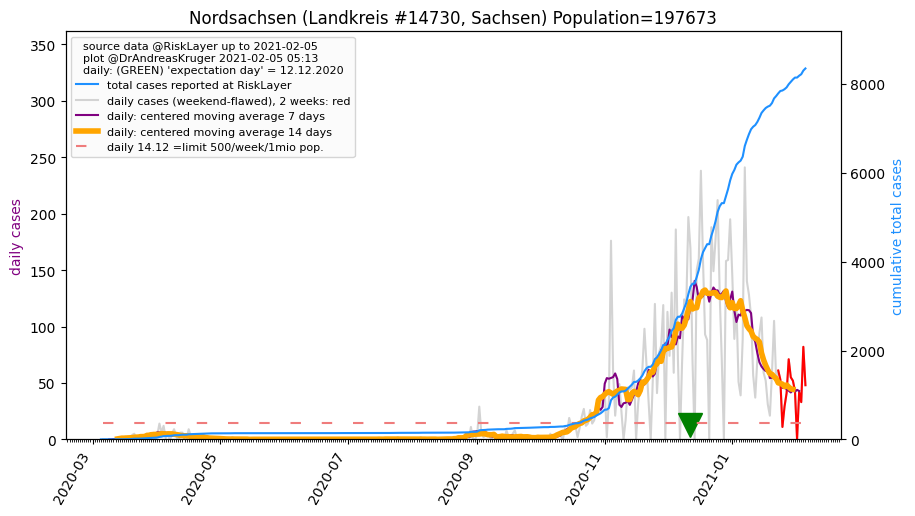 Nordsachsen (Landkreis #14730, Sachsen) Population=197673
source data @RiskLayer up to 2021-02-05
plot @DrAndreasKruger 2021-02-05 05:13
daily: (GREEN) 'expectation day' = 12.12.2020
total cases reported at RiskLayer
daily cases (weekend-flawed), 2 weeks: red
daily: centered moving average 7 days
daily: centered moving average 14 days
daily 14.12 =limit 500/week/1mio pop.
daily cases
350
300
250
200
150
100
50
0
cumulative total cases
8000
6000
4000
2000
0
2020-03
2020-05
2020-07
2020-09
2020-11
2021-01